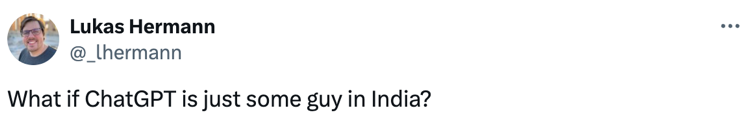 Lukas Hermann
@_lhermann
What if ChatGPT is just some guy in India?